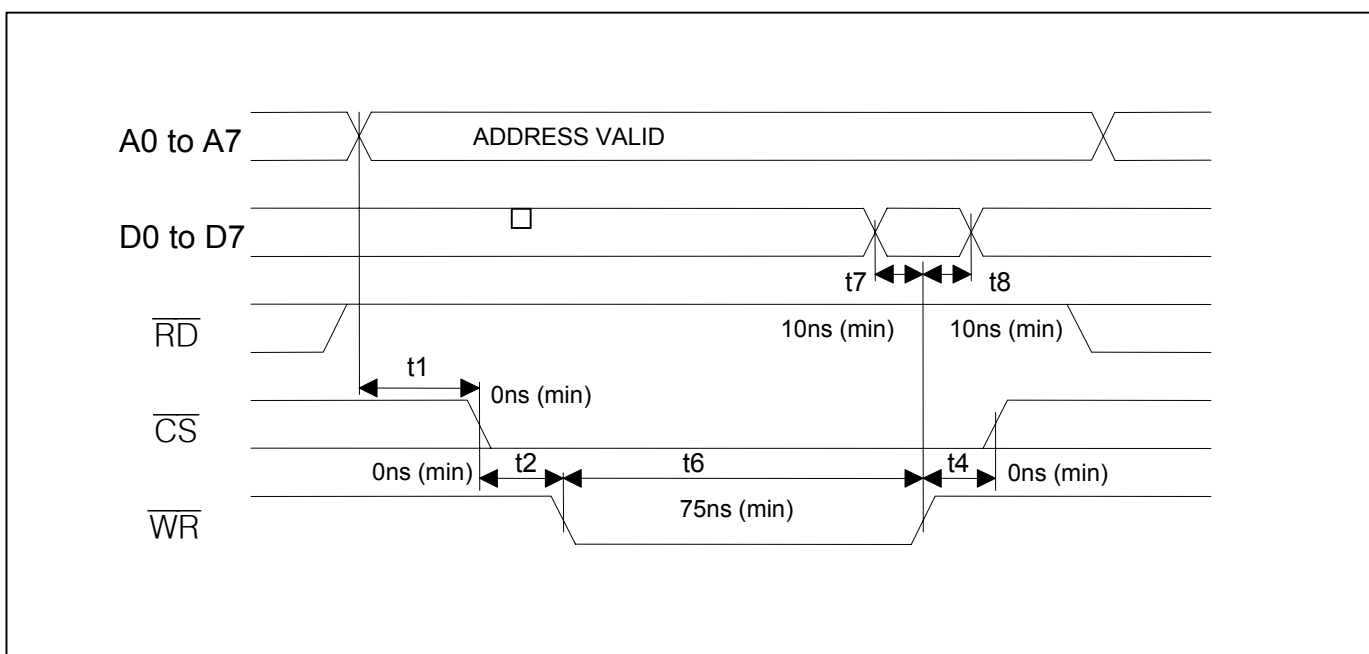 A0 to A7
ADDRESS VALID
D0 to D7
t7
t8
RD
10ns (min)
10ns (min)
t1
0ns (min)
CS
0ns (min)
t2
t6
t4
0ns (min)
WR
75ns (min)